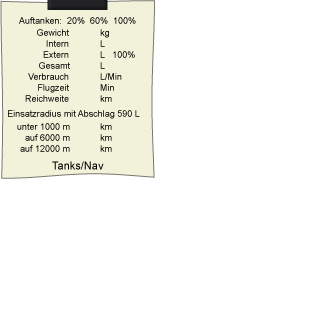 Auftanken: 20% 60% 100%
Gewicht kg
Intern L
Extern L 100%
Gesamt L
Verbrauch L/Min
Flugzeit Min
Reichweite km
Einsatzradius mit Abschlag 590 L
unter 1000 m km
auf 6000 m km
auf 12000 m km
Tanks/Nav